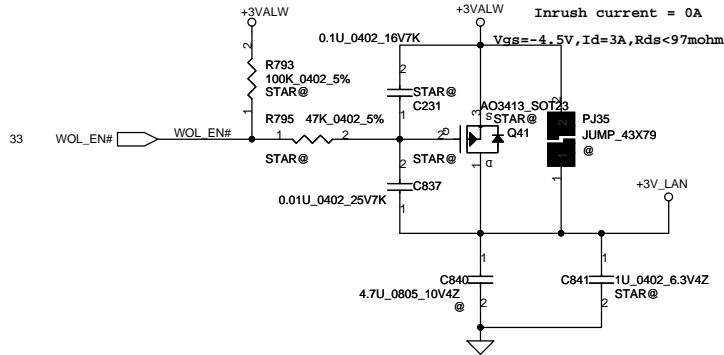 +3VALW
+3VALW
Inrush current = 0A
Vgs=-4.5V,Id=3A,Rds<97mohm
0.1U_0402_16V7K
2
R793
100K_0402_5%
STAR@
1
2
STAR@
C231
1
3
S
AO3413_SOT23
STAR@
Q41
2
PJ35
JUMP_43X79
@
1
33
WOL_EN#
WOL_EN#
R795
47K_0402_5%
1
2
STAR@
2
G
STAR@
D
1
2
C837
1
0.01U_0402_25V7K
1
+3V_LAN
1
C840
4.7U_0805_10V4Z
@
2
1
C841
1U_0402_6.3V4Z
STAR@
2